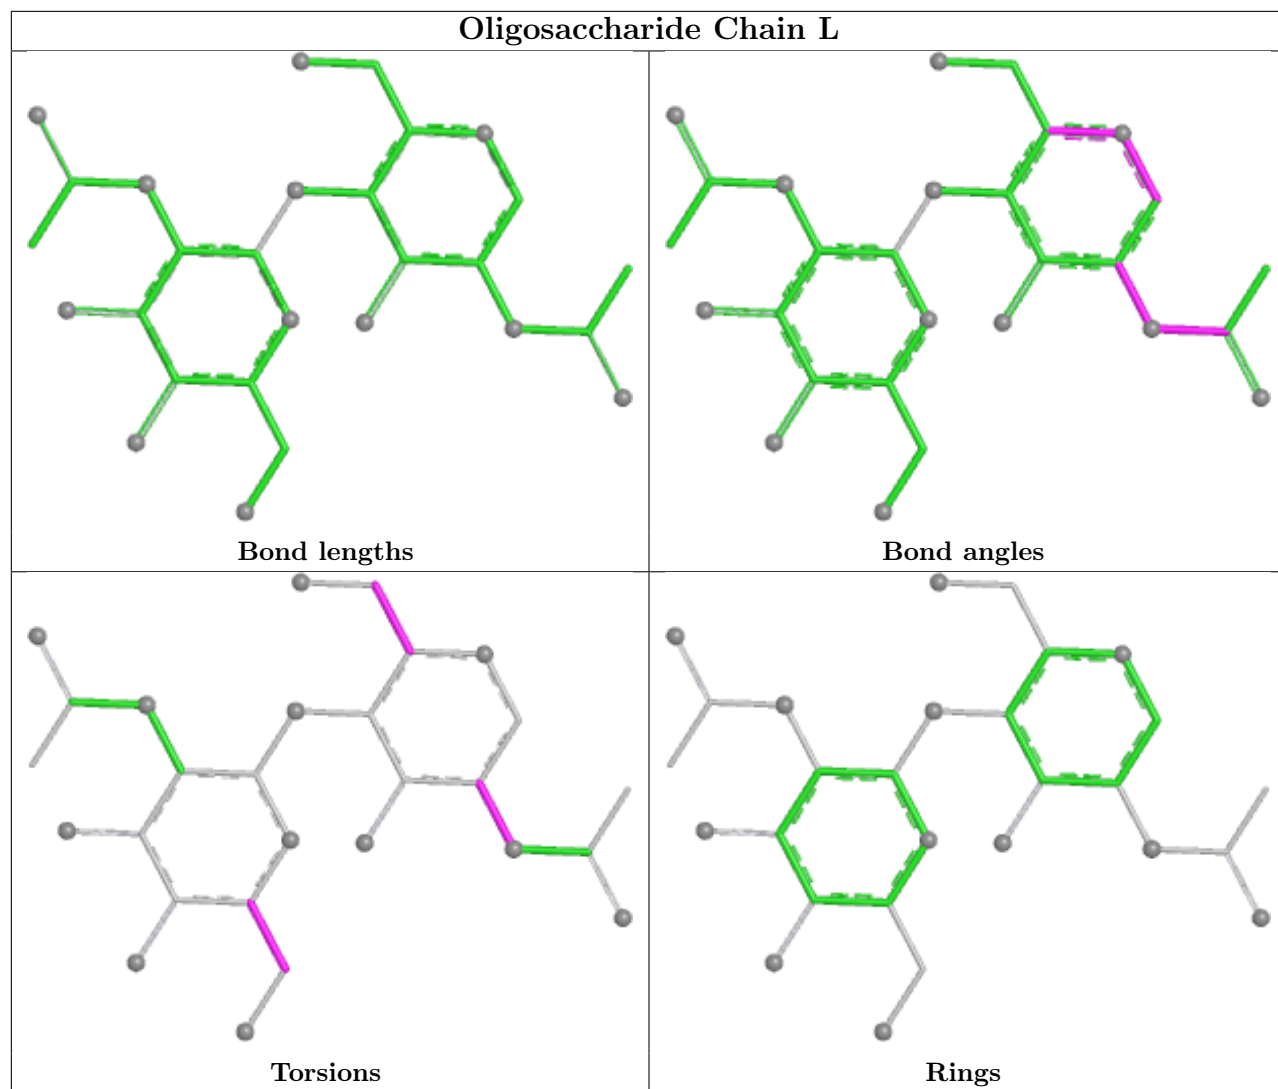 Oligosaccharide Chain L
Bond lengths
Bond angles
Torsions
Rings